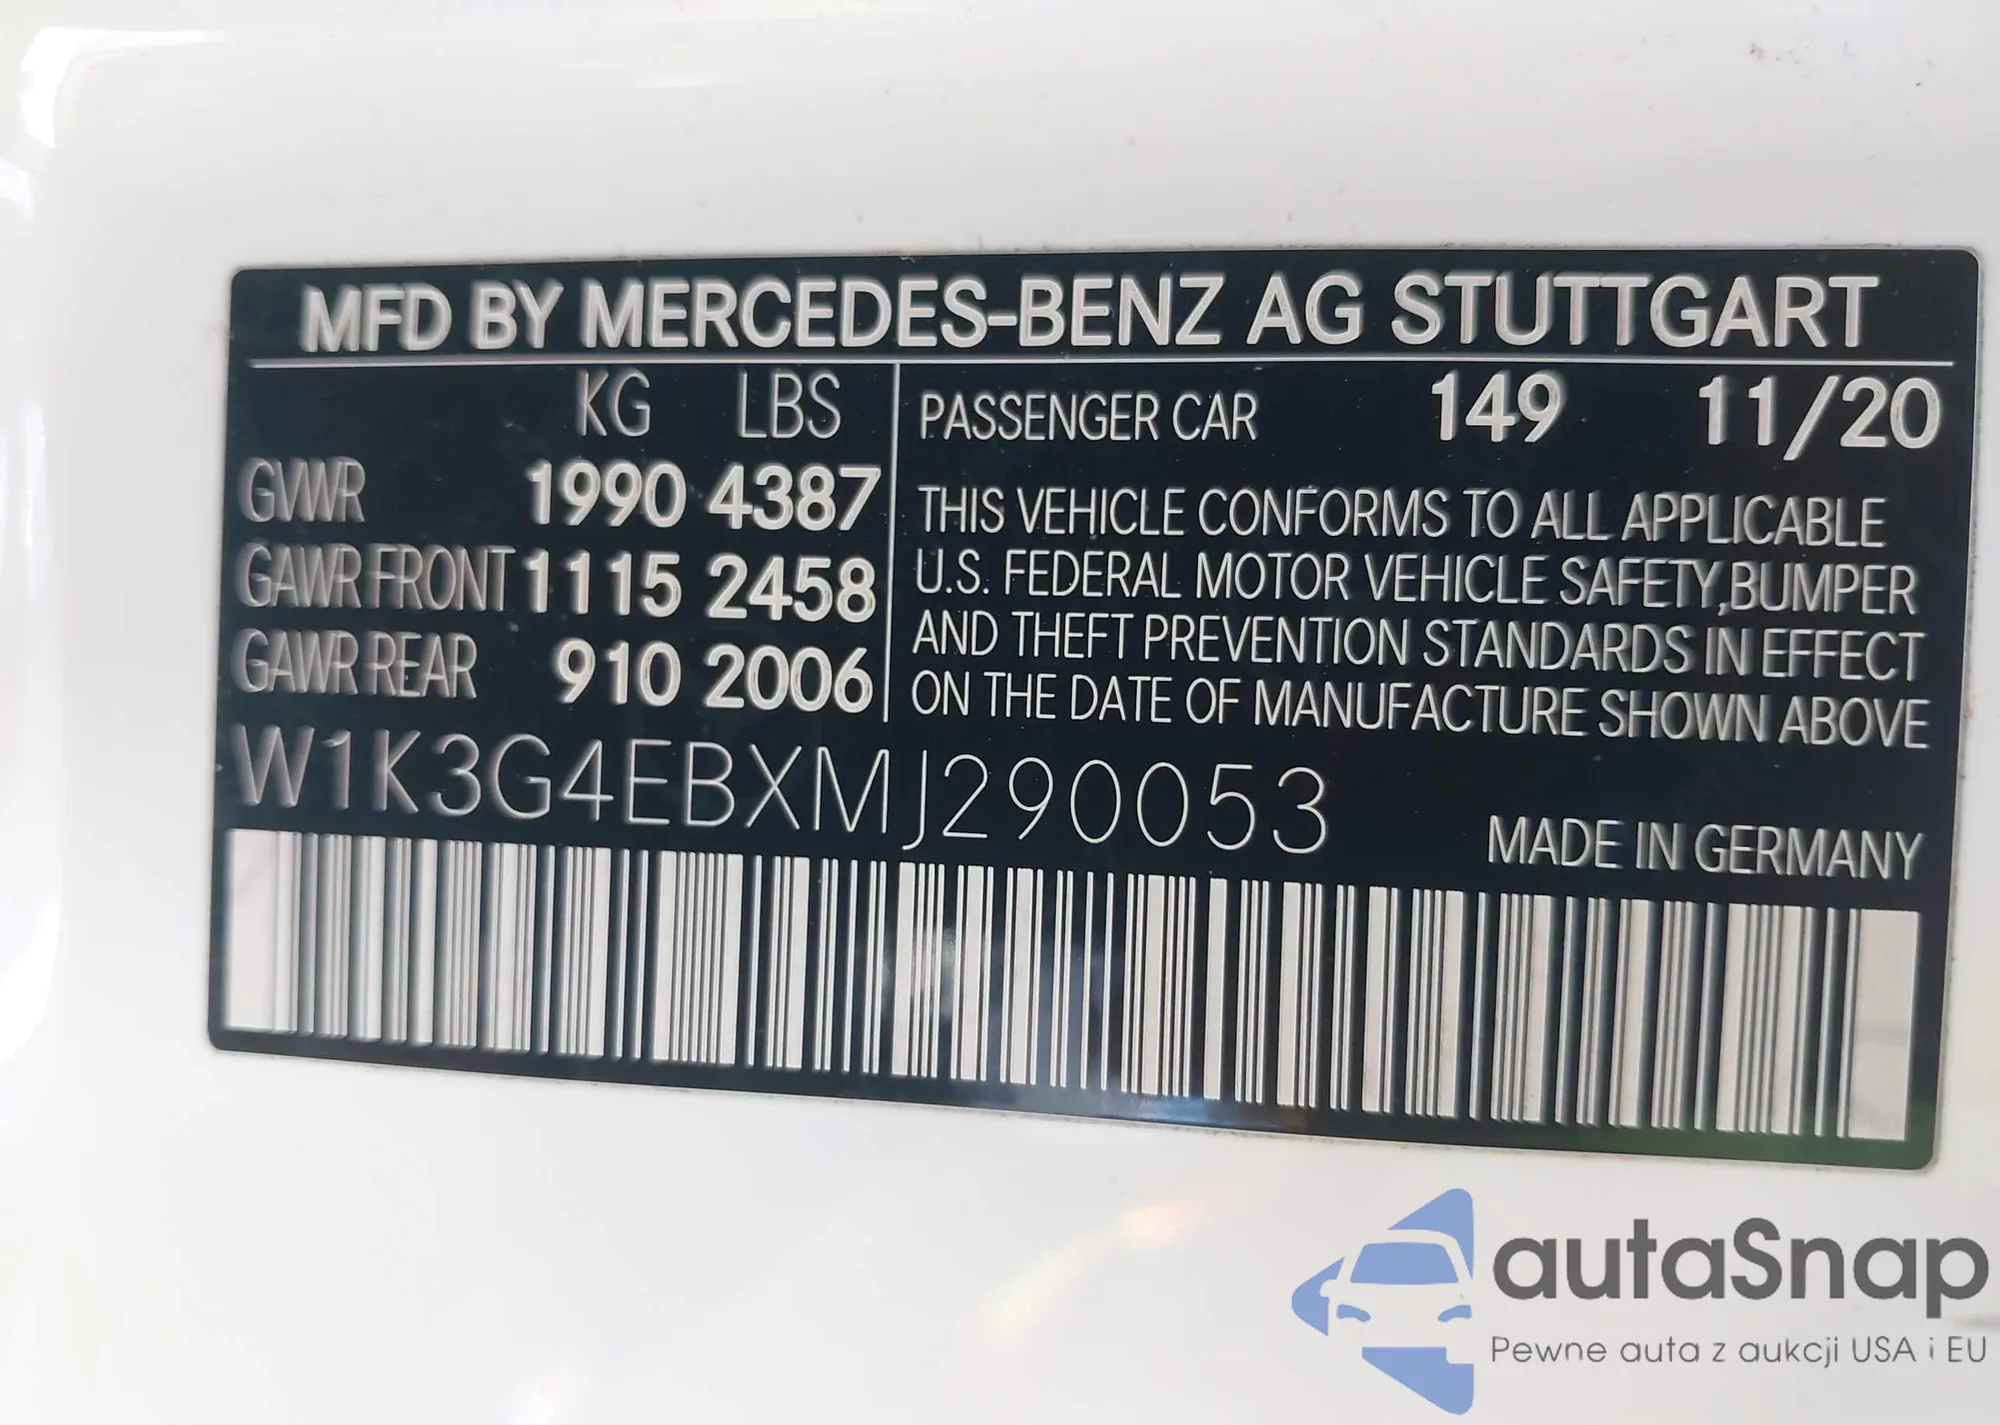 MFD BY MERCEDES-BENZ AG STUTTGART
KG LBS
GVWR 1990 4387
GAWR FRONT 1115 2458
GAWR REAR 910 2006
PASSENGER CAR 149 11/20
THIS VEHICLE CONFORMS TO ALL APPLICABLE
U.S. FEDERAL MOTOR VEHICLE SAFETY,BUMPER
AND THEFT PREVENTION STANDARDS IN EFFECT
ON THE DATE OF MANUFACTURE SHOWN ABOVE
W1K3G4EBXMJ290053
MADE IN GERMANY
autaSnap
Pewne auta z aukcji USA i EU